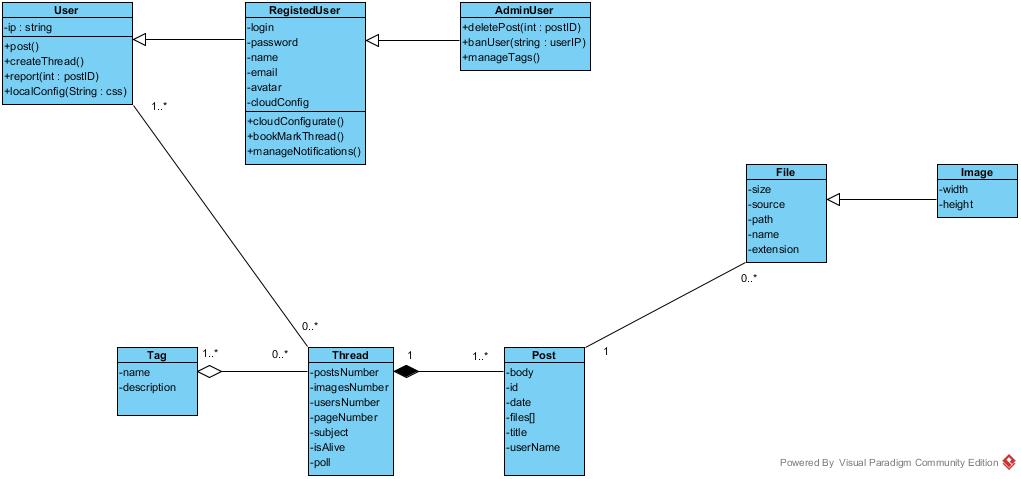 User
-ip : string
+post()
+createThread()
+report(int : postID)
+localConfig(String : css)
RegistedUser
-login
-password
-name
-email
-avatar
-cloudConfig
+cloudConfigurate()
+bookMarkThread()
+manageNotifications()
AdminUser
+deletePost(int : postID)
+banUser(string : userIP)
+manageTags()
1..*
File
-size
-source
-path
-name
-extension
Image
-width
-height
0..*
0..*
Tag
-name
-description
1..*
0..*
Thread
-postsNumber
-imagesNumber
-usersNumber
-pageNumber
-subject
-isAlive
-poll
1
1..*
Post
-body
-id
-date
-files[]
-title
-userName
1
Powered By Visual Paradigm Community Edition